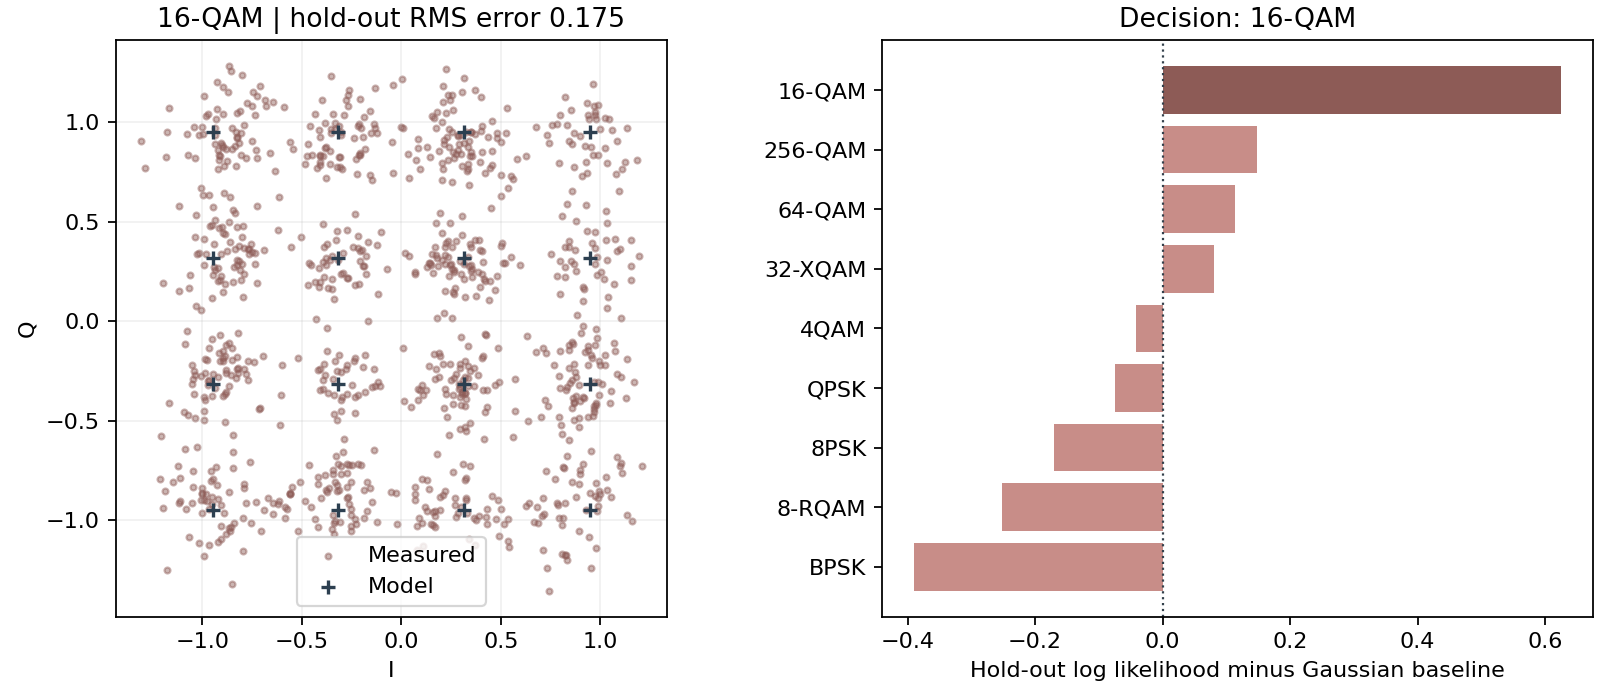 16-QAM | hold-out RMS error 0.175
1.0
0.5
0.0
−0.5
−1.0
Q
Measured
Model
−1.0 −0.5 0.0 0.5 1.0
I
Decision: 16-QAM
16-QAM
256-QAM
64-QAM
32-XQAM
4QAM
QPSK
8PSK
8-RQAM
BPSK
−0.4 −0.2 0.0 0.2 0.4 0.6
Hold-out log likelihood minus Gaussian baseline